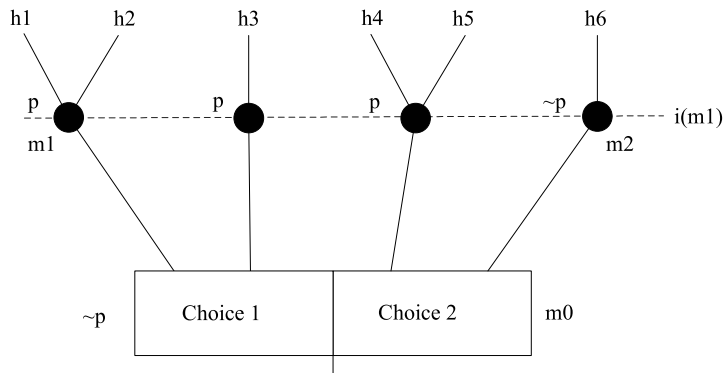 h1 h2 h3 h4 h5 h6
p p p ~p
i(m1)
m1 m2
~p Choice 1 Choice 2 m0